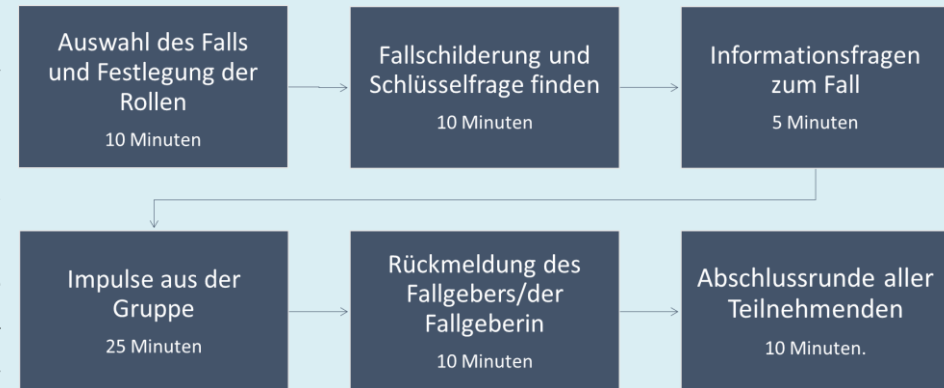 Auswahl des Falls
und Festlegung der
Rollen
10 Minuten
Fallschilderung und
Schlüsselfrage finden
10 Minuten
Informationsfragen
zum Fall
5 Minuten
Impulse aus der
Gruppe
25 Minuten
Rückmeldung des
Fallgebers/der
Fallgeberin
10 Minuten
Abschlussrunde aller
Teilnehmenden
10 Minuten.